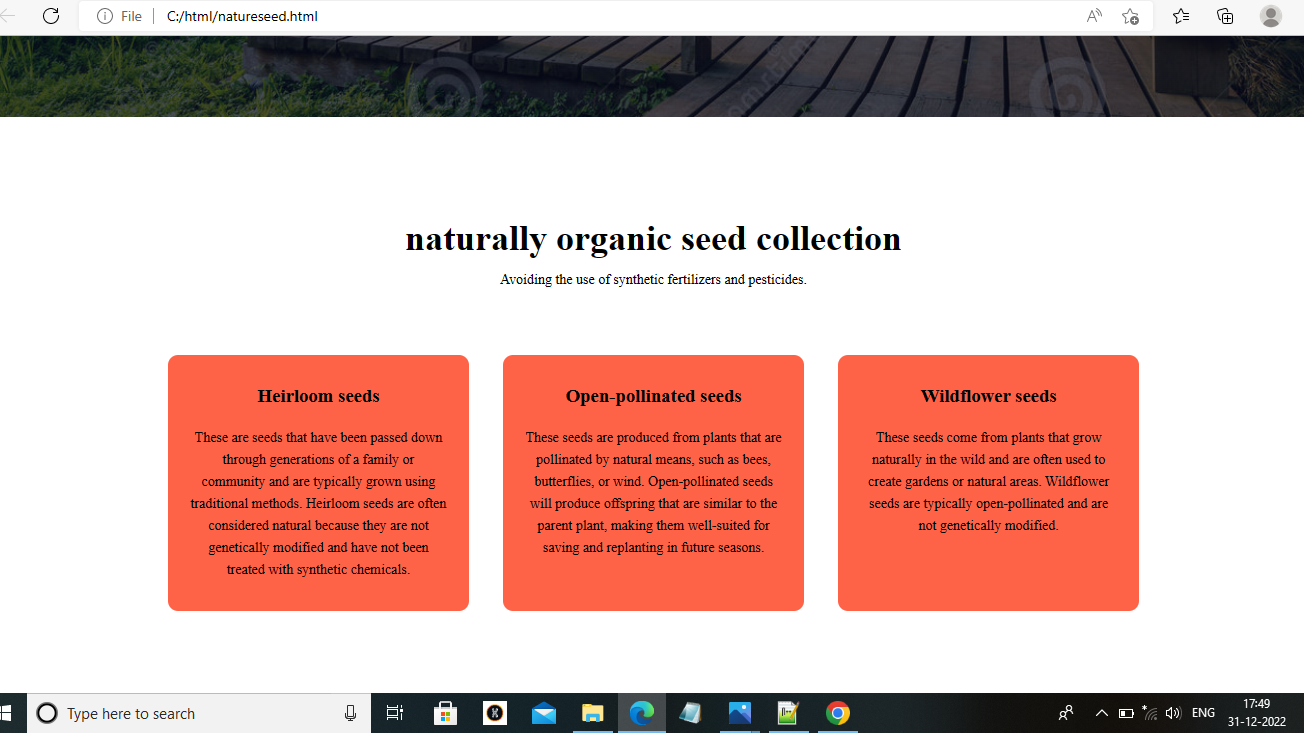 File C:/html/natureseed.html
naturally organic seed collection
Avoiding the use of synthetic fertilizers and pesticides.
Heirloom seeds
These are seeds that have been passed down
through generations of a family or
community and are typically grown using
traditional methods. Heirloom seeds are often
considered natural because they are not
genetically modified and have not been
treated with synthetic chemicals.
Open-pollinated seeds
These seeds are produced from plants that are
pollinated by natural means, such as bees,
butterflies, or wind. Open-pollinated seeds
will produce offspring that are similar to the
parent plant, making them well-suited for
saving and replanting in future seasons.
Wildflower seeds
These seeds come from plants that grow
naturally in the wild and are often used to
create gardens or natural areas. Wildflower
seeds are typically open-pollinated and are
not genetically modified.
Type here to search
ENG
17:49
31-12-2022